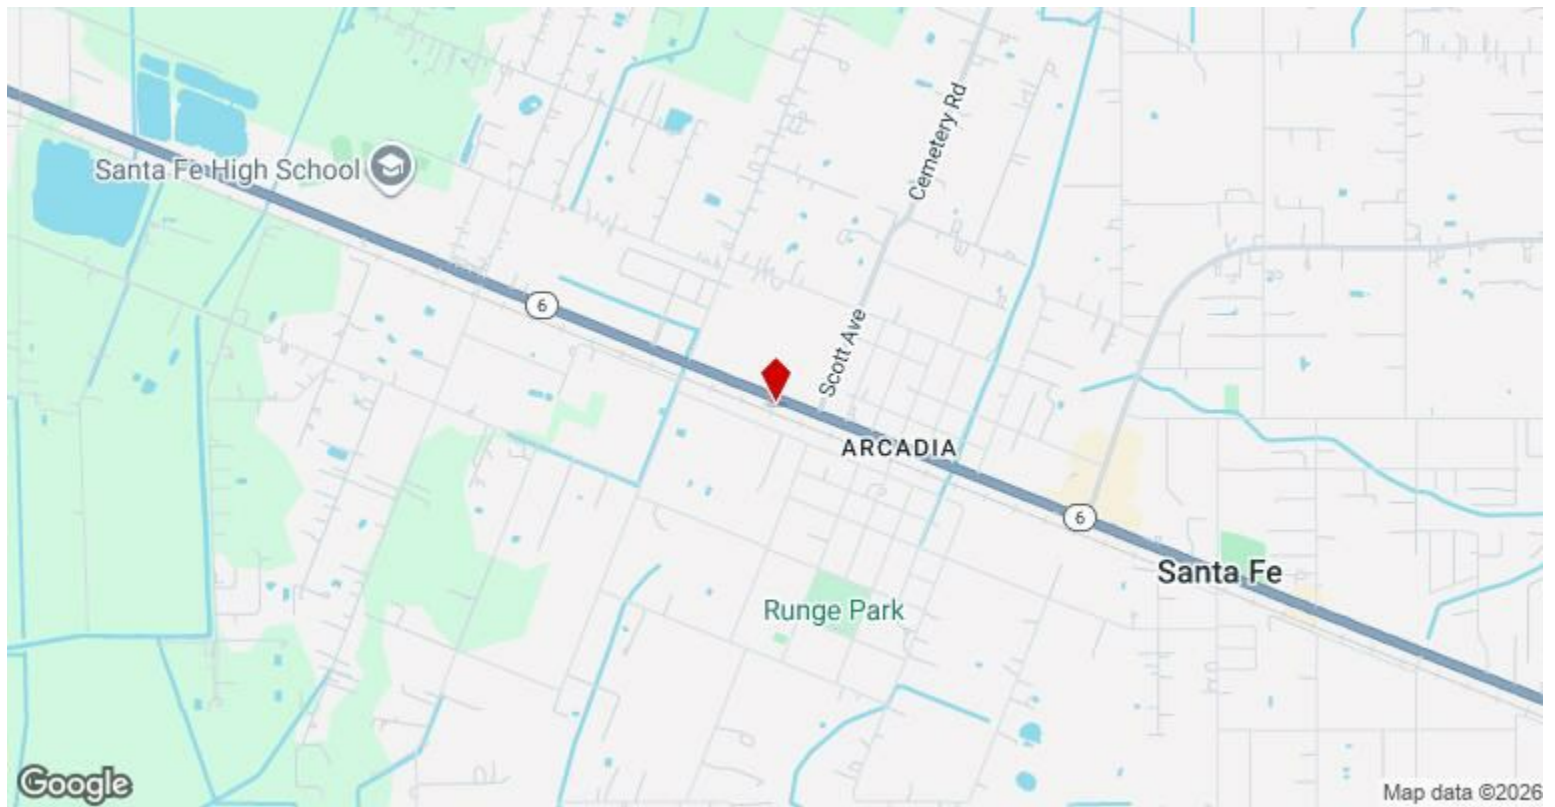 Cemetery Rd
Santa Fe High School
6
Scott Ave
ARCADIA
6
Santa Fe
Runge Park
Google
Map data ©2026